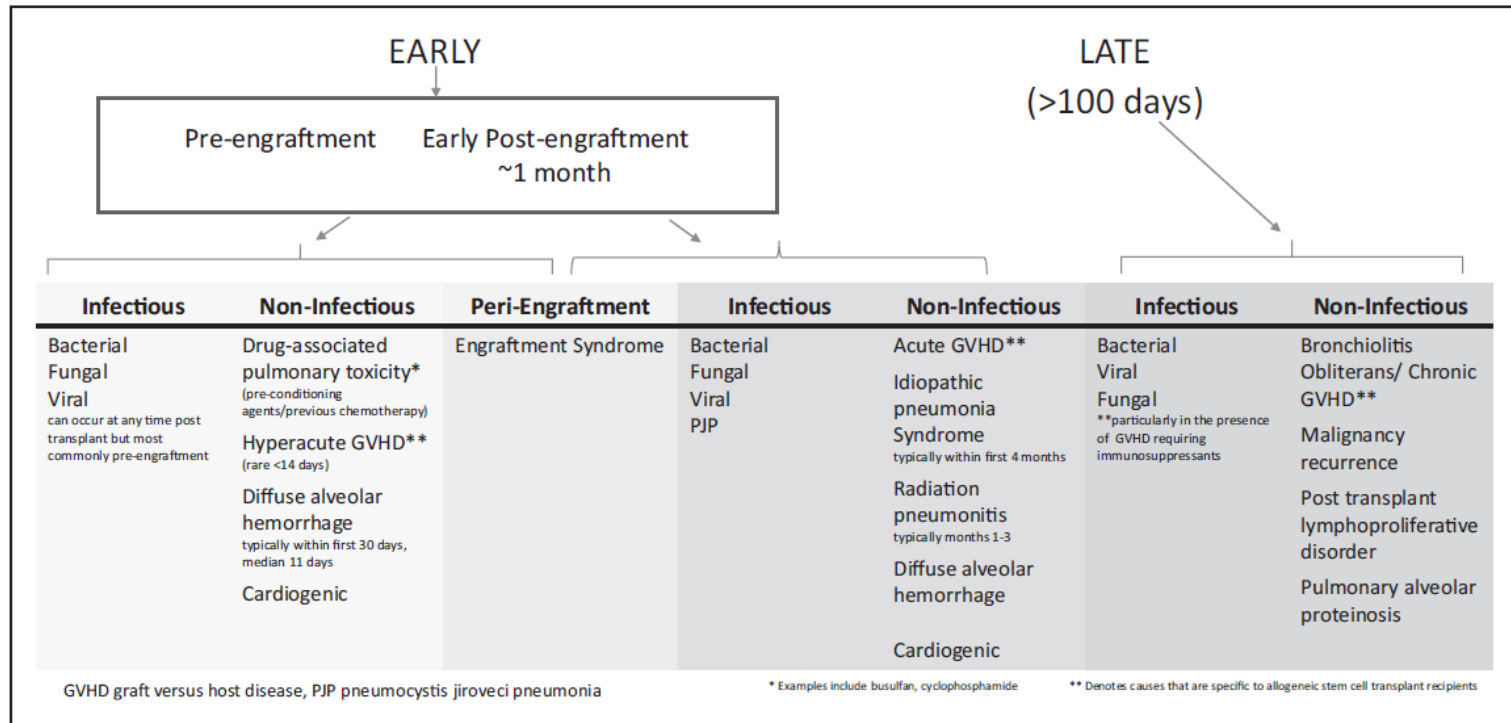 EARLY
LATE
(>100 days)
Pre-engraftment
Early Post-engraftment
~1 month
Infectious
Bacterial
Fungal
Viral
can occur at any time post
transplant but most
commonly pre-engraftment
Non-Infectious
Drug-associated
pulmonary toxicity*
(pre-conditioning
agents/previous chemotherapy)
Hyperacute GVHD**
(rare <14 days)
Diffuse alveolar
hemorrhage
typically within first 30 days,
median 11 days
Cardiogenic
Peri-Engraftment
Engraftment Syndrome
Infectious
Bacterial
Fungal
Viral
PJP
Non-Infectious
Acute GVHD**
Idiopathic
pneumonia
Syndrome
typically within first 4 months
Radiation
pneumonitis
typically months 1-3
Diffuse alveolar
hemorrhage
Cardiogenic
Infectious
Bacterial
Viral
Fungal
**particularly in the presence
of GVHD requiring
immunosuppressants
Non-Infectious
Bronchiolitis
Obliterans/ Chronic
GVHD**
Malignancy
recurrence
Post transplant
lymphoproliferative
disorder
Pulmonary alveolar
proteinosis
GVHD graft versus host disease, PJP pneumocystis jiroveci pneumonia
* Examples include busulfan, cyclophosphamide
** Denotes causes that are specific to allogeneic stem cell transplant recipients